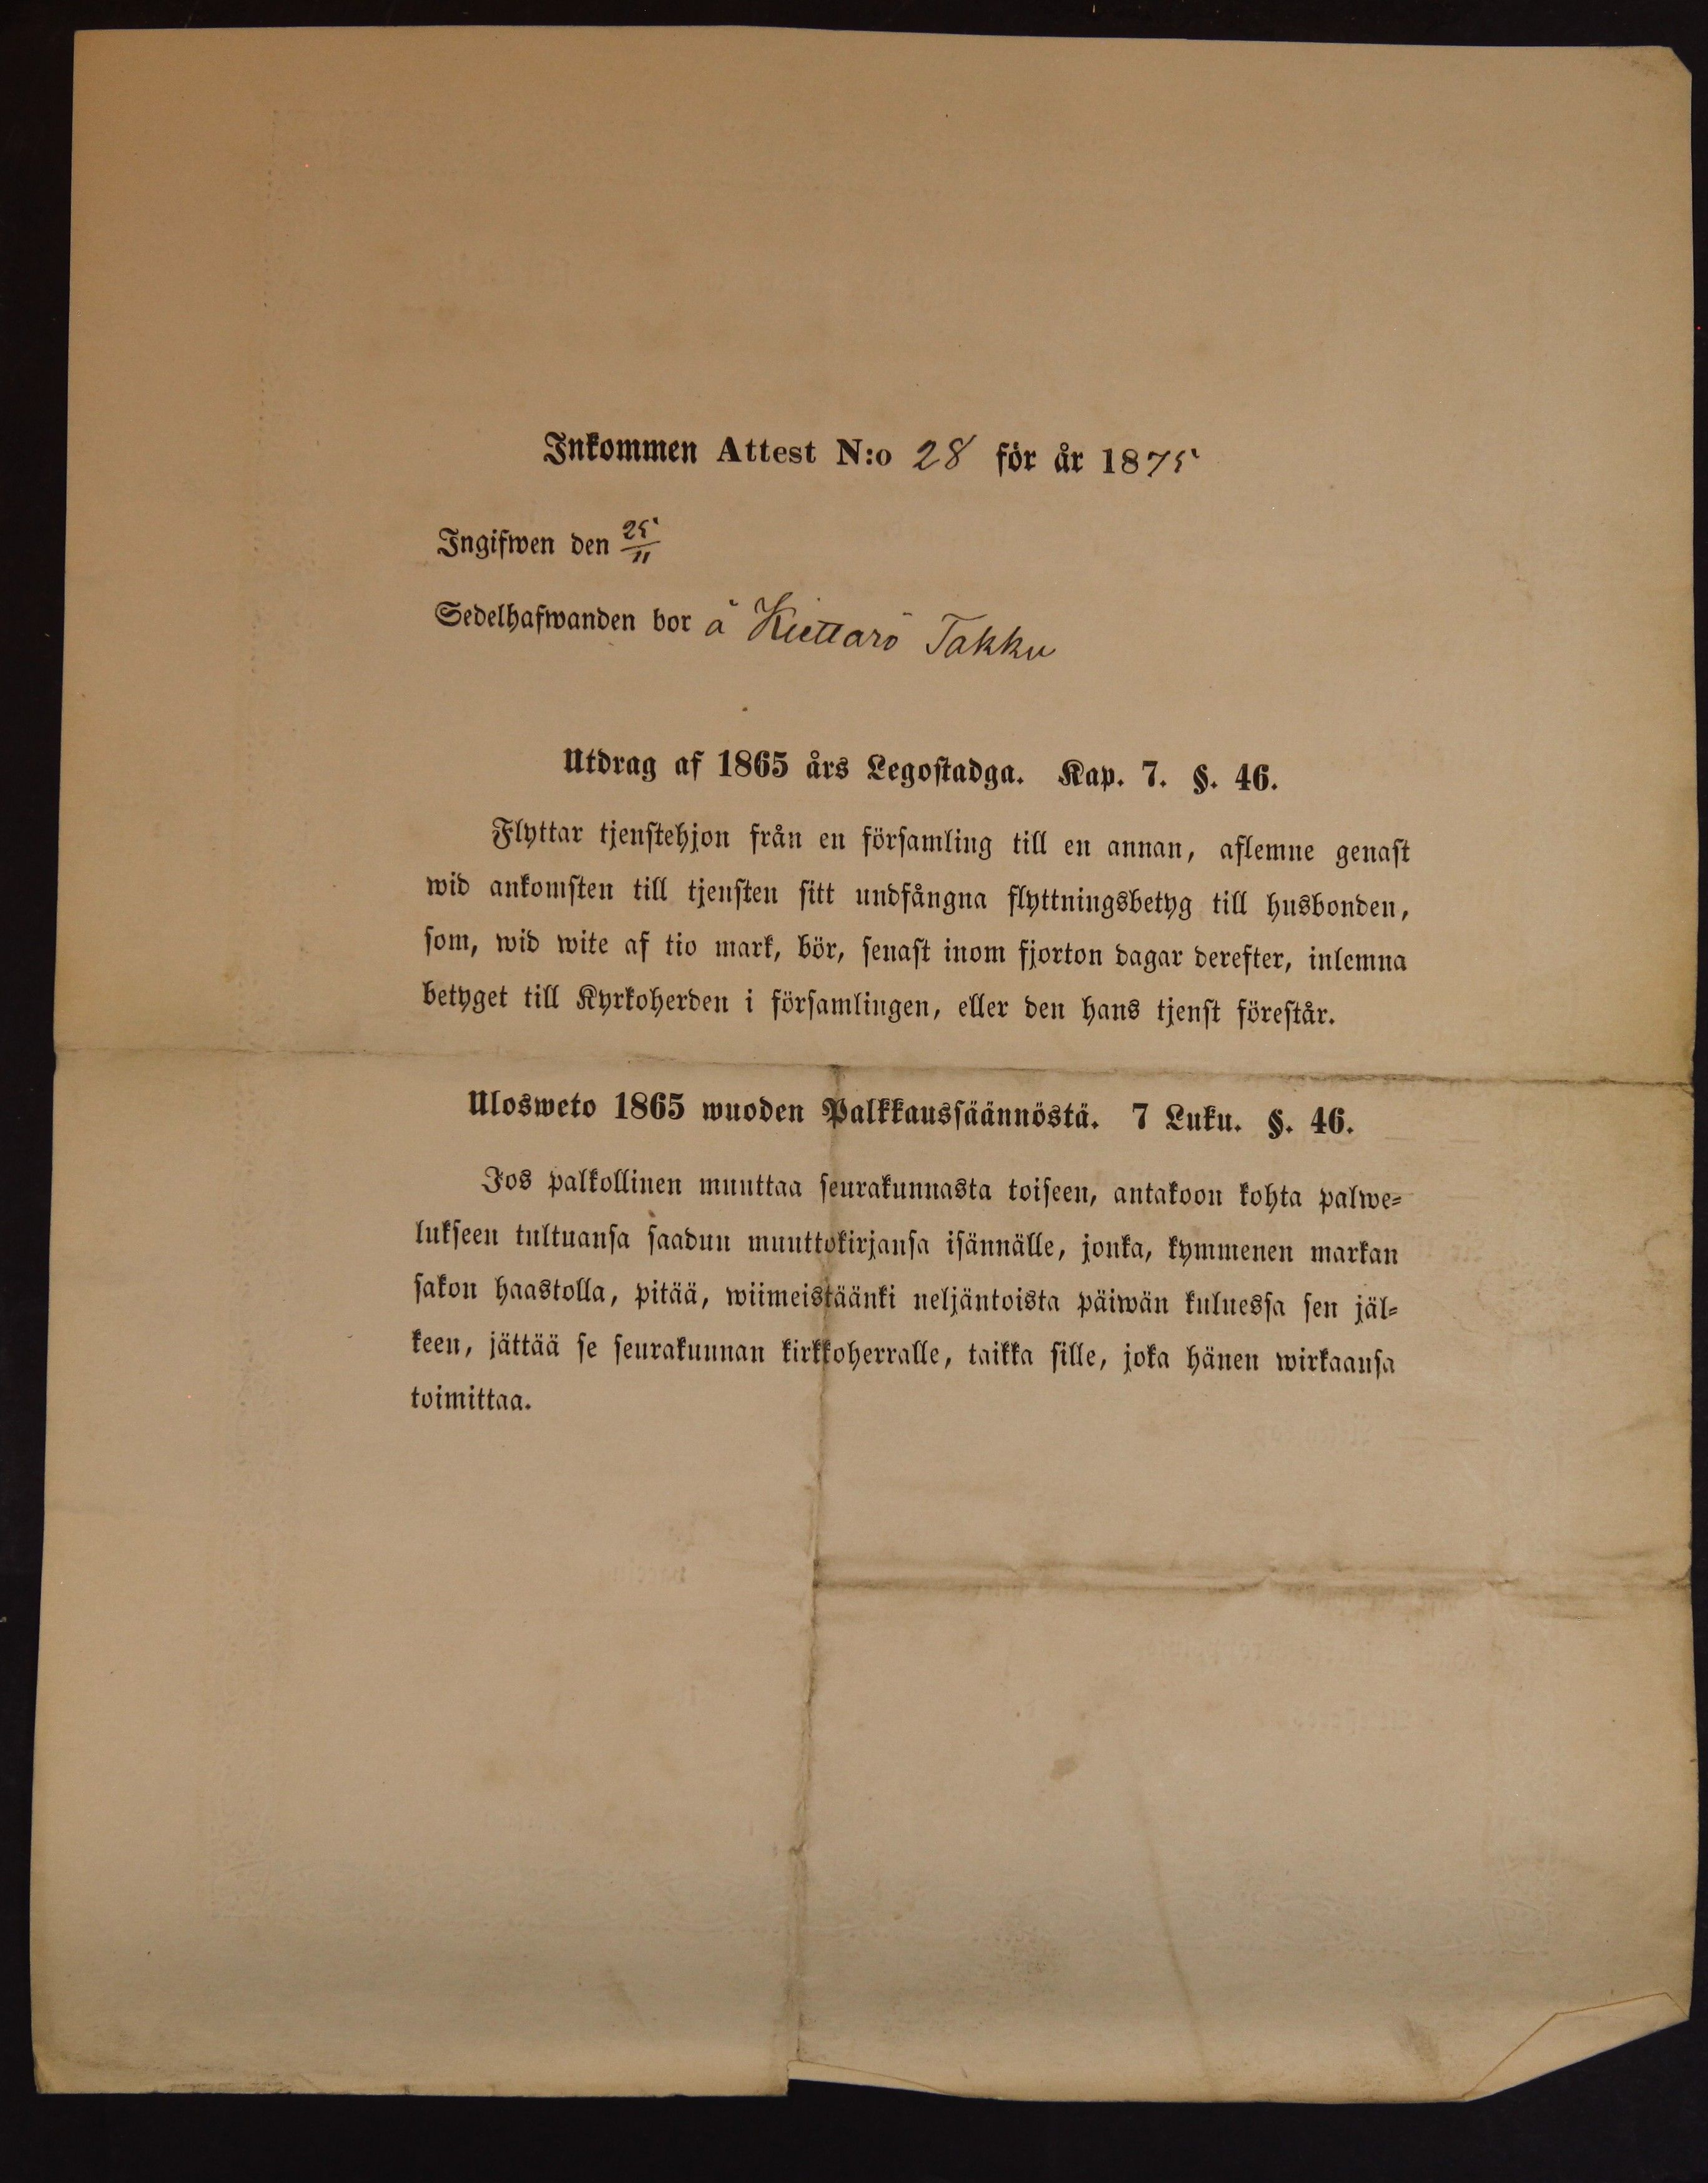 Inkommen Attest N:o 28 för år 1875
Ingifwen den 25/11
Sedelhafwanden bor å Kiettarö Takku
Utdrag af 1865 års Legostadga. Kap. 7. §. 46.
Flyttar tjenstehjon från en församling till en annan, aflemne genast
wid ankomsten till tjensten sitt undfångna flyttningsbetyg till husbonden,
som, wid wite af tio mark, bör, senast inom fjorton dagar derefter, inlemna
betyget till Kyrkoherden i församlingen, eller den hans tjenst förestår.
Ulosweto 1865 wuoden Palkkaussäännöstä. 7 Luku. §. 46.
Jos palkollinen muuttaa seurakunnasta toiseen, antakoon kohta palwe=
lukseen tultuansa saadun muuttokirjansa isännälle, jonka, kymmenen markan
sakon haastolla, pitää, wiimeistäänki neljäntoista päiwän kuluessa sen jäl=
keen, jättää se seurakunnan kirkkoherralle, taikka sille, joka hänen wirkaansa
toimittaa.